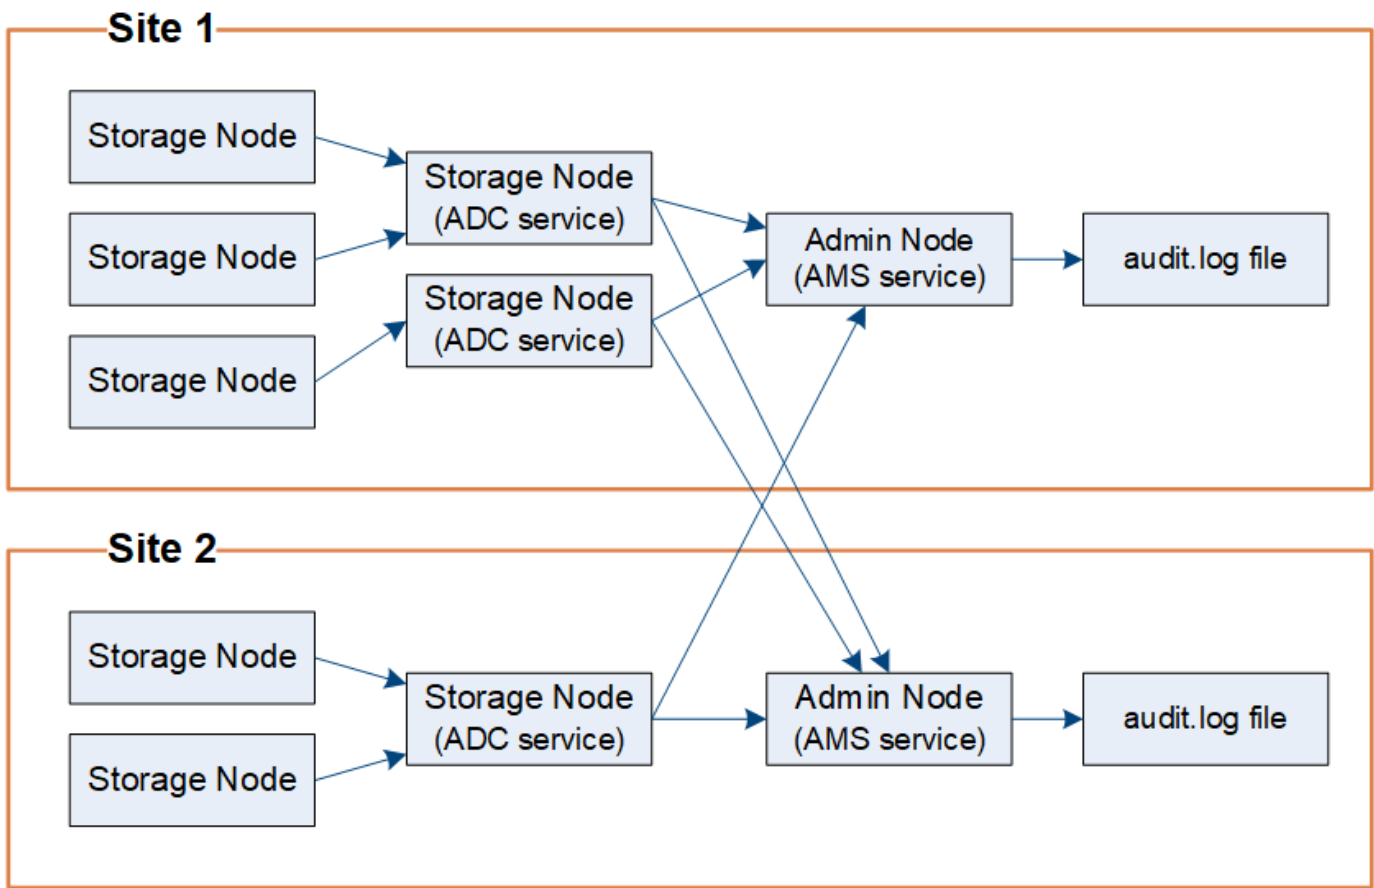 Site 1
Storage Node
Storage Node
Storage Node
Storage Node
(ADC service)
Storage Node
(ADC service)
Admin Node
(AMS service)
audit.log file
Site 2
Storage Node
Storage Node
Storage Node
(ADC service)
Admin Node
(AMS service)
audit.log file